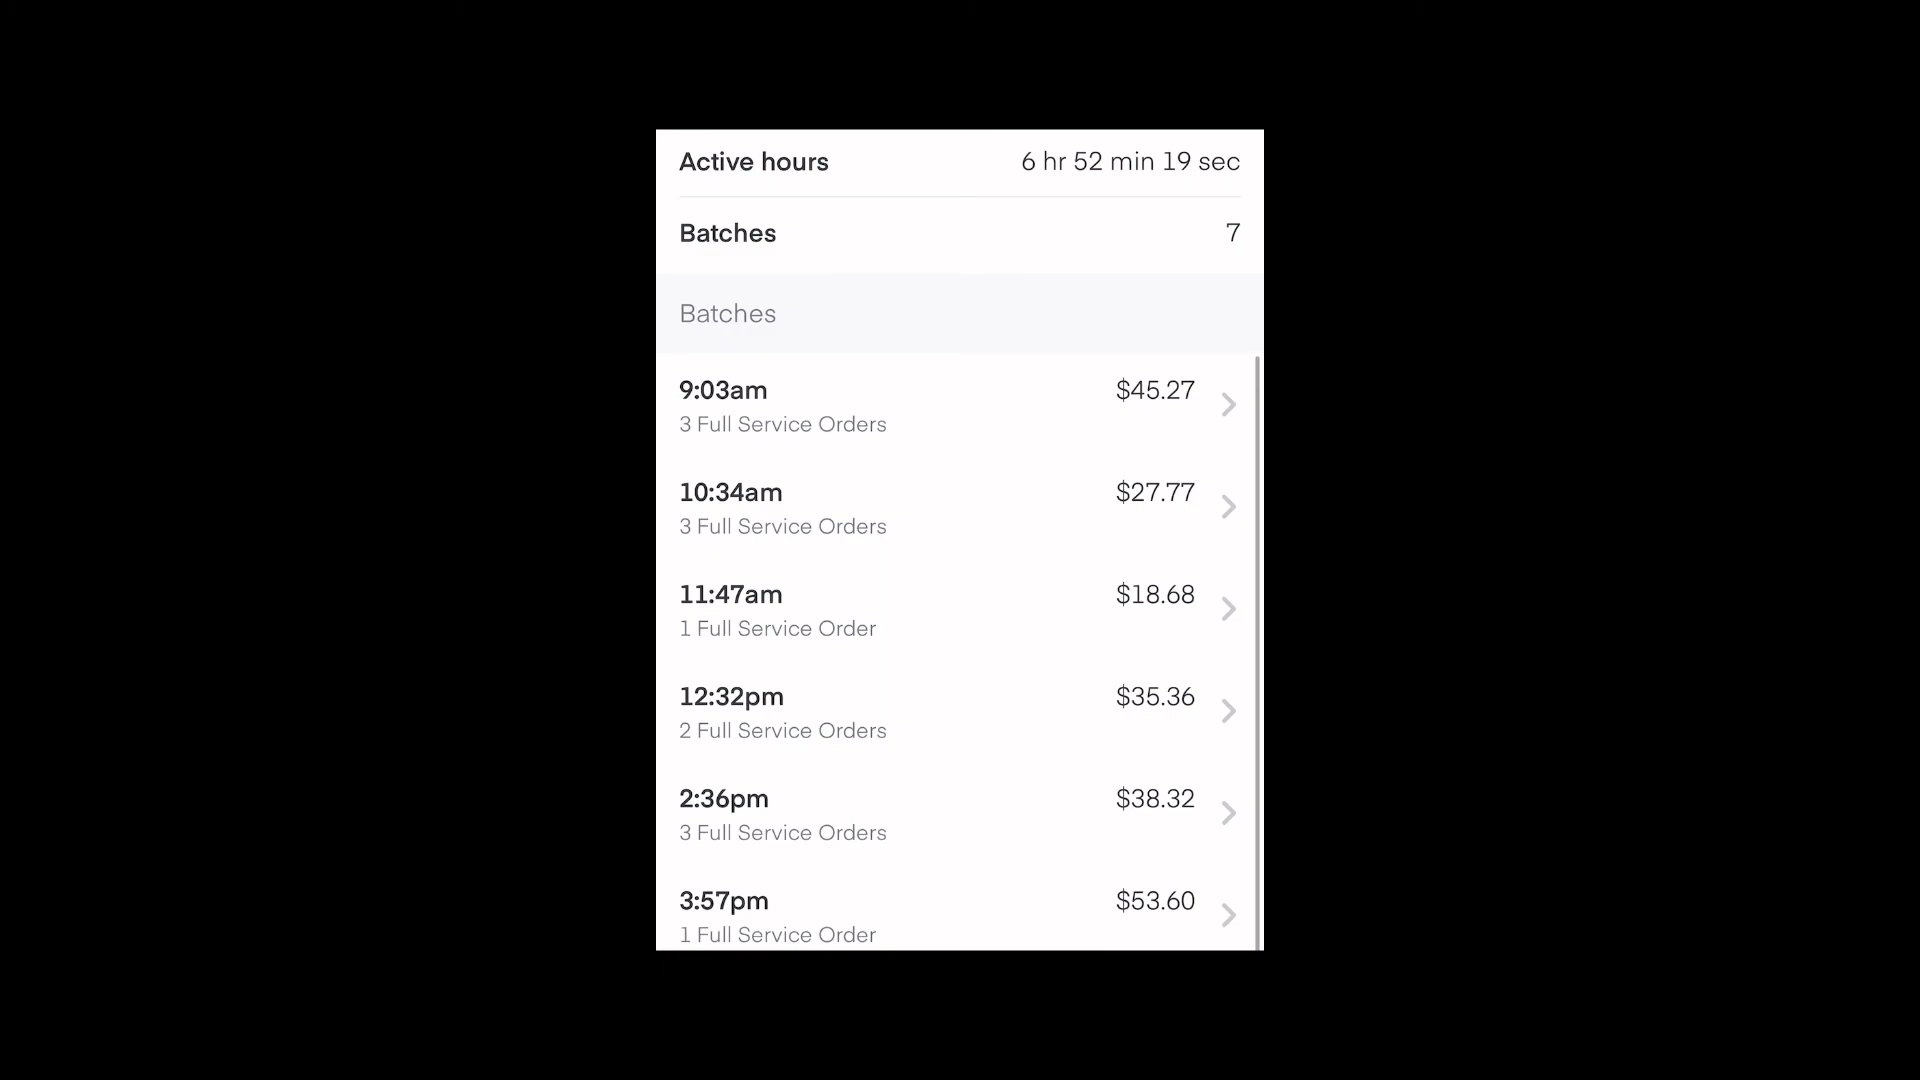 Active hours 6 hr 52 min 19 sec
Batches 7
Batches
9:03am $45.27
3 Full Service Orders
10:34am $27.77
3 Full Service Orders
11:47am $18.68
1 Full Service Order
12:32pm $35.36
2 Full Service Orders
2:36pm $38.32
3 Full Service Orders
3:57pm $53.60
1 Full Service Order